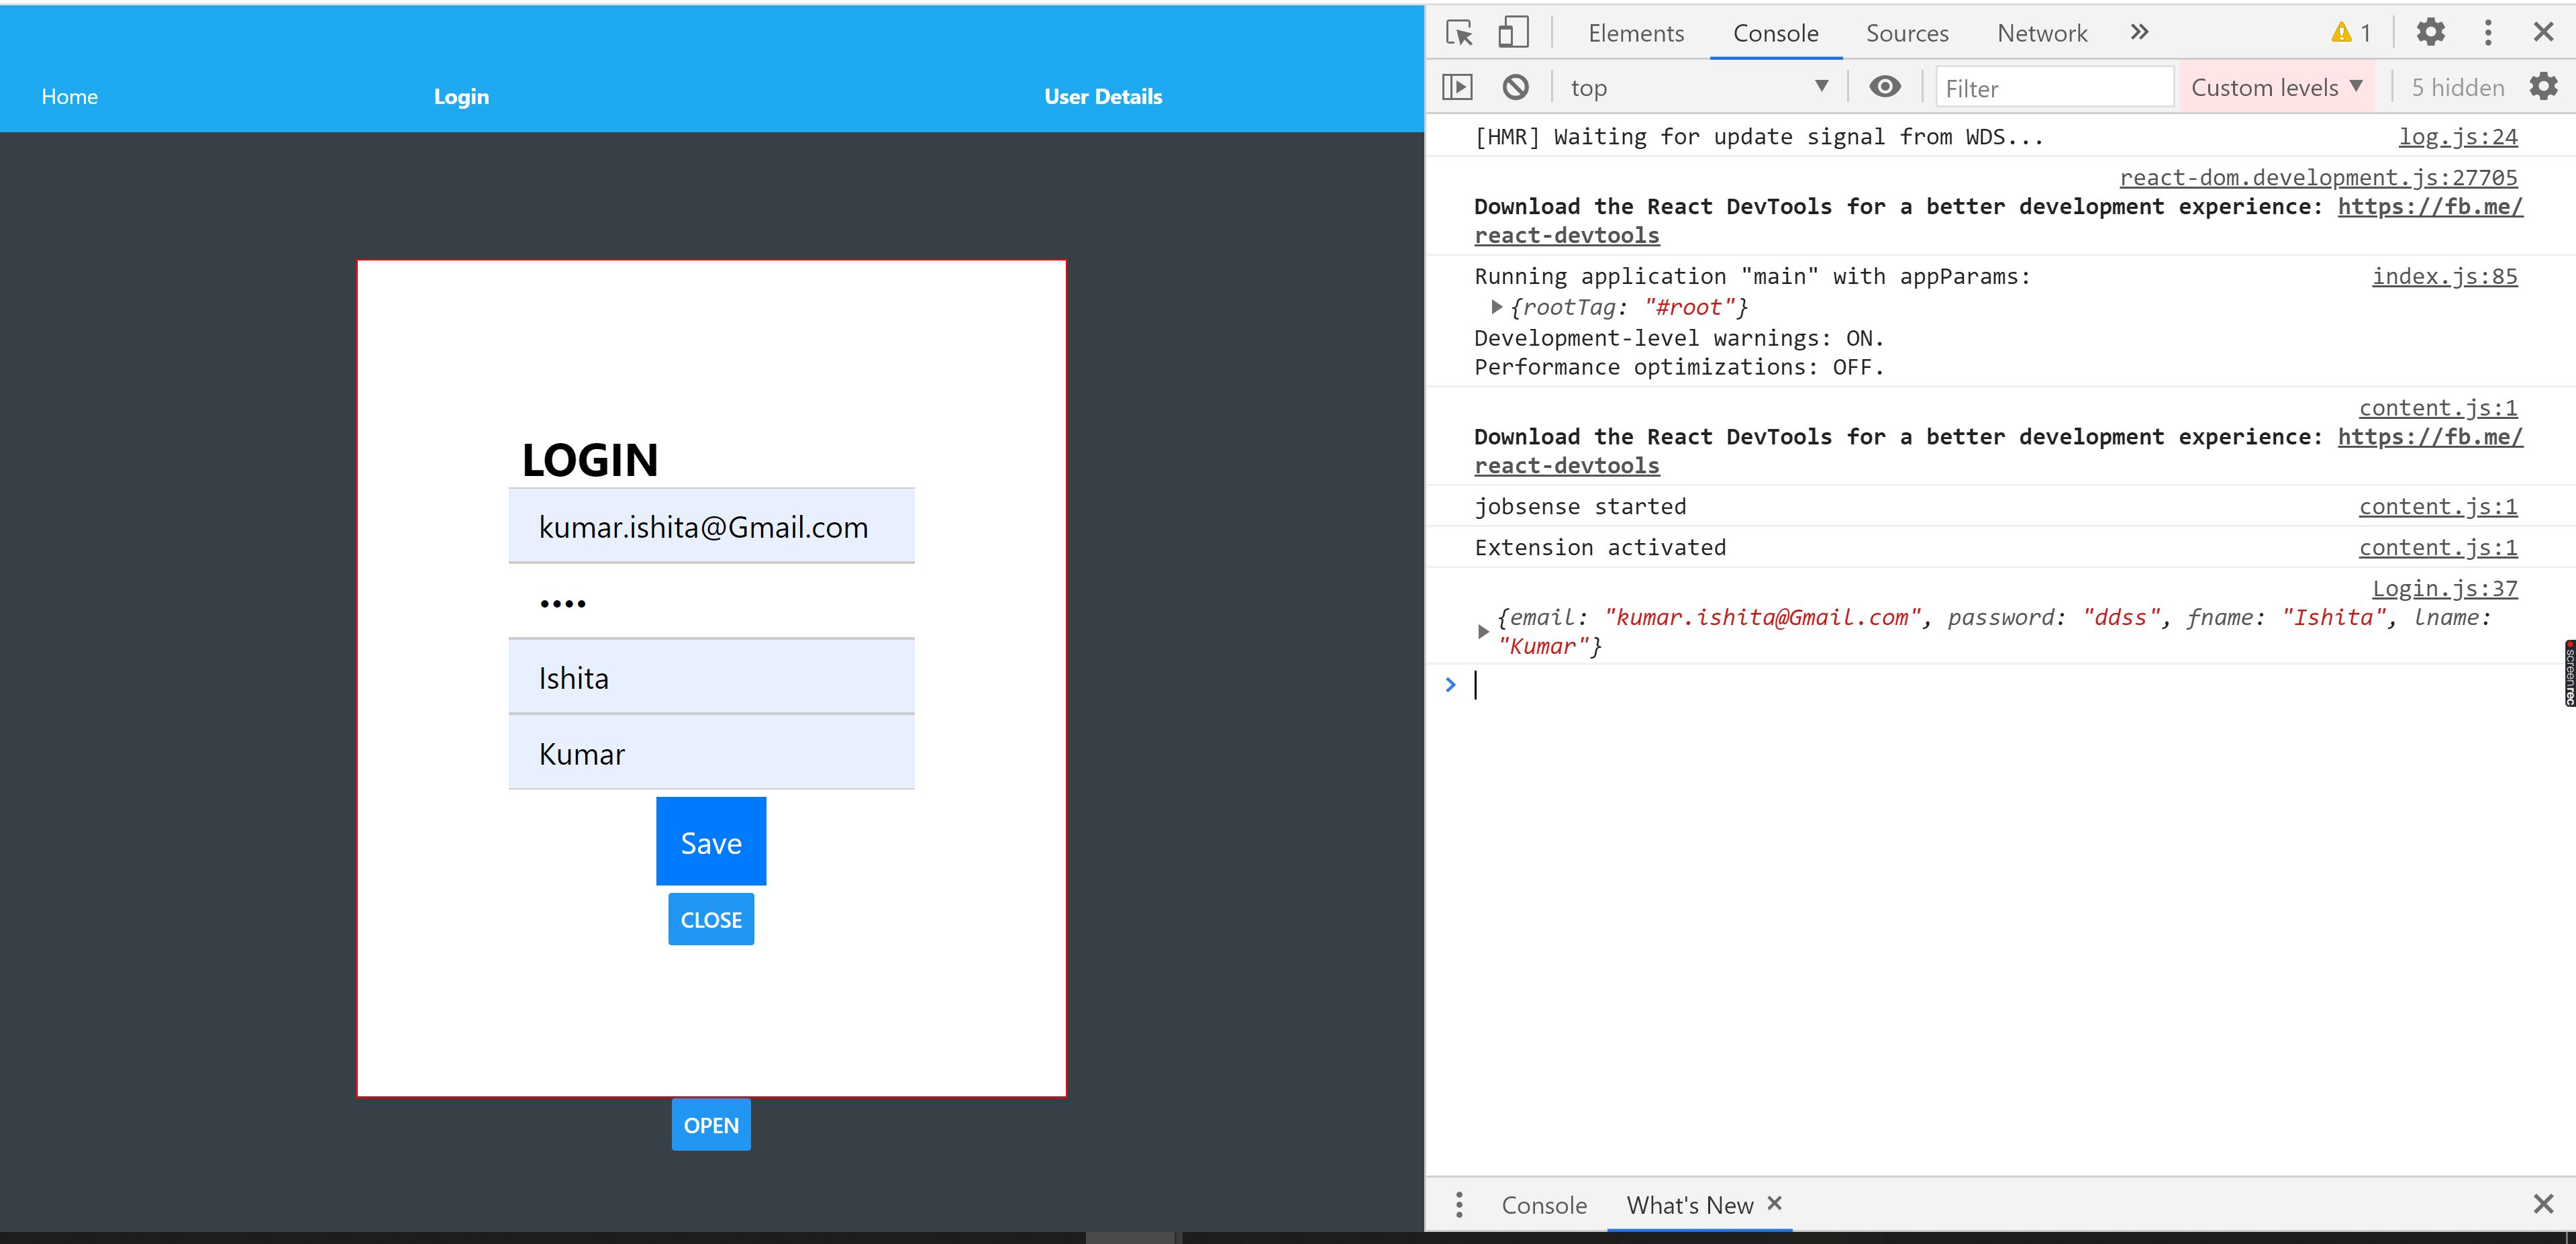 Home
Login
User Details
LOGIN
kumar.ishita@Gmail.com
••••
Ishita
Kumar
Save
CLOSE
OPEN
Elements
Console
Sources
Network
1
top
Filter
Custom levels
5 hidden
[HMR] Waiting for update signal from WDS...
log.js:24
react-dom.development.js:27705
Download the React DevTools for a better development experience: https://fb.me/
react-devtools
Running application "main" with appParams:
index.js:85
{rootTag: "#root"}
Development-level warnings: ON.
Performance optimizations: OFF.
content.js:1
Download the React DevTools for a better development experience: https://fb.me/
react-devtools
jobsense started
content.js:1
Extension activated
content.js:1
Login.js:37
{email: "kumar.ishita@Gmail.com", password: "ddss", fname: "Ishita", lname:
"Kumar"}
screenrec
Console
What's New